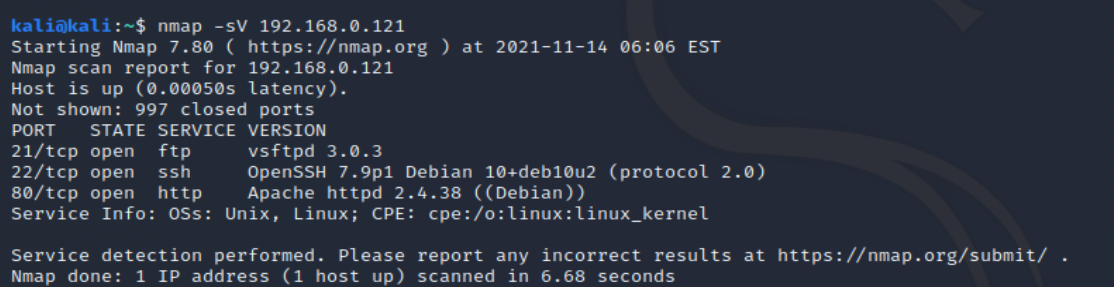 kali@kali:~$ nmap -sV 192.168.0.121
Starting Nmap 7.80 ( https://nmap.org ) at 2021-11-14 06:06 EST
Nmap scan report for 192.168.0.121
Host is up (0.00050s latency).
Not shown: 997 closed ports
PORT   STATE SERVICE VERSION
21/tcp open  ftp     vsftpd 3.0.3
22/tcp open  ssh     OpenSSH 7.9p1 Debian 10+deb10u2 (protocol 2.0)
80/tcp open  http    Apache httpd 2.4.38 ((Debian))
Service Info: OSs: Unix, Linux; CPE: cpe:/o:linux:linux_kernel
Service detection performed. Please report any incorrect results at https://nmap.org/submit/ .
Nmap done: 1 IP address (1 host up) scanned in 6.68 seconds